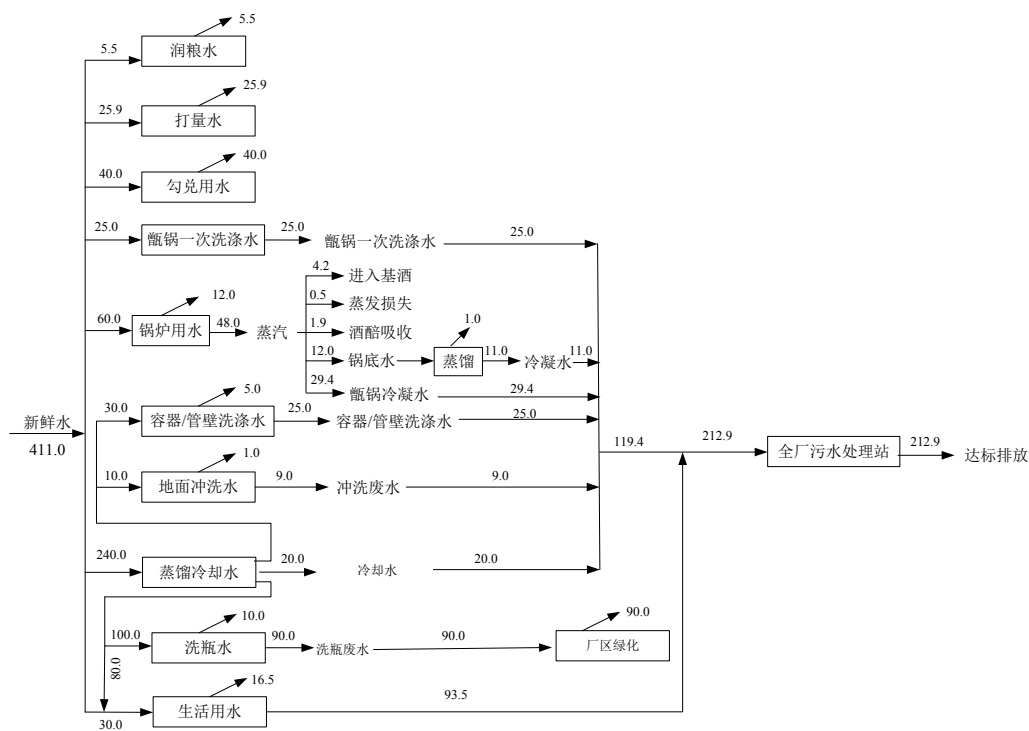 5.5
5.5 润粮水
25.9
25.9 打量水
40.0
40.0 勾兑用水
25.0 甑锅一次洗涤水 25.0 甑锅一次洗涤水 25.0
4.2 进入基酒
12.0 0.5 蒸发损失
60.0 锅炉用水 48.0 蒸汽 1.9 酒醅吸收 1.0
12.0 锅底水 蒸馏 11.0 冷凝水 11.0
29.4 甑锅冷凝水 29.4
5.0
30.0 容器/管壁洗涤水 25.0 容器/管壁洗涤水 25.0
新鲜水
411.0
119.4 212.9 全厂污水处理站 212.9 达标排放
1.0
10.0 地面冲洗水 9.0 冲洗废水 9.0
240.0 蒸馏冷却水 20.0 冷却水 20.0
10.0 90.0
100.0 洗瓶水 90.0 洗瓶废水 90.0 厂区绿化
80.0
16.5
30.0 生活用水 93.5